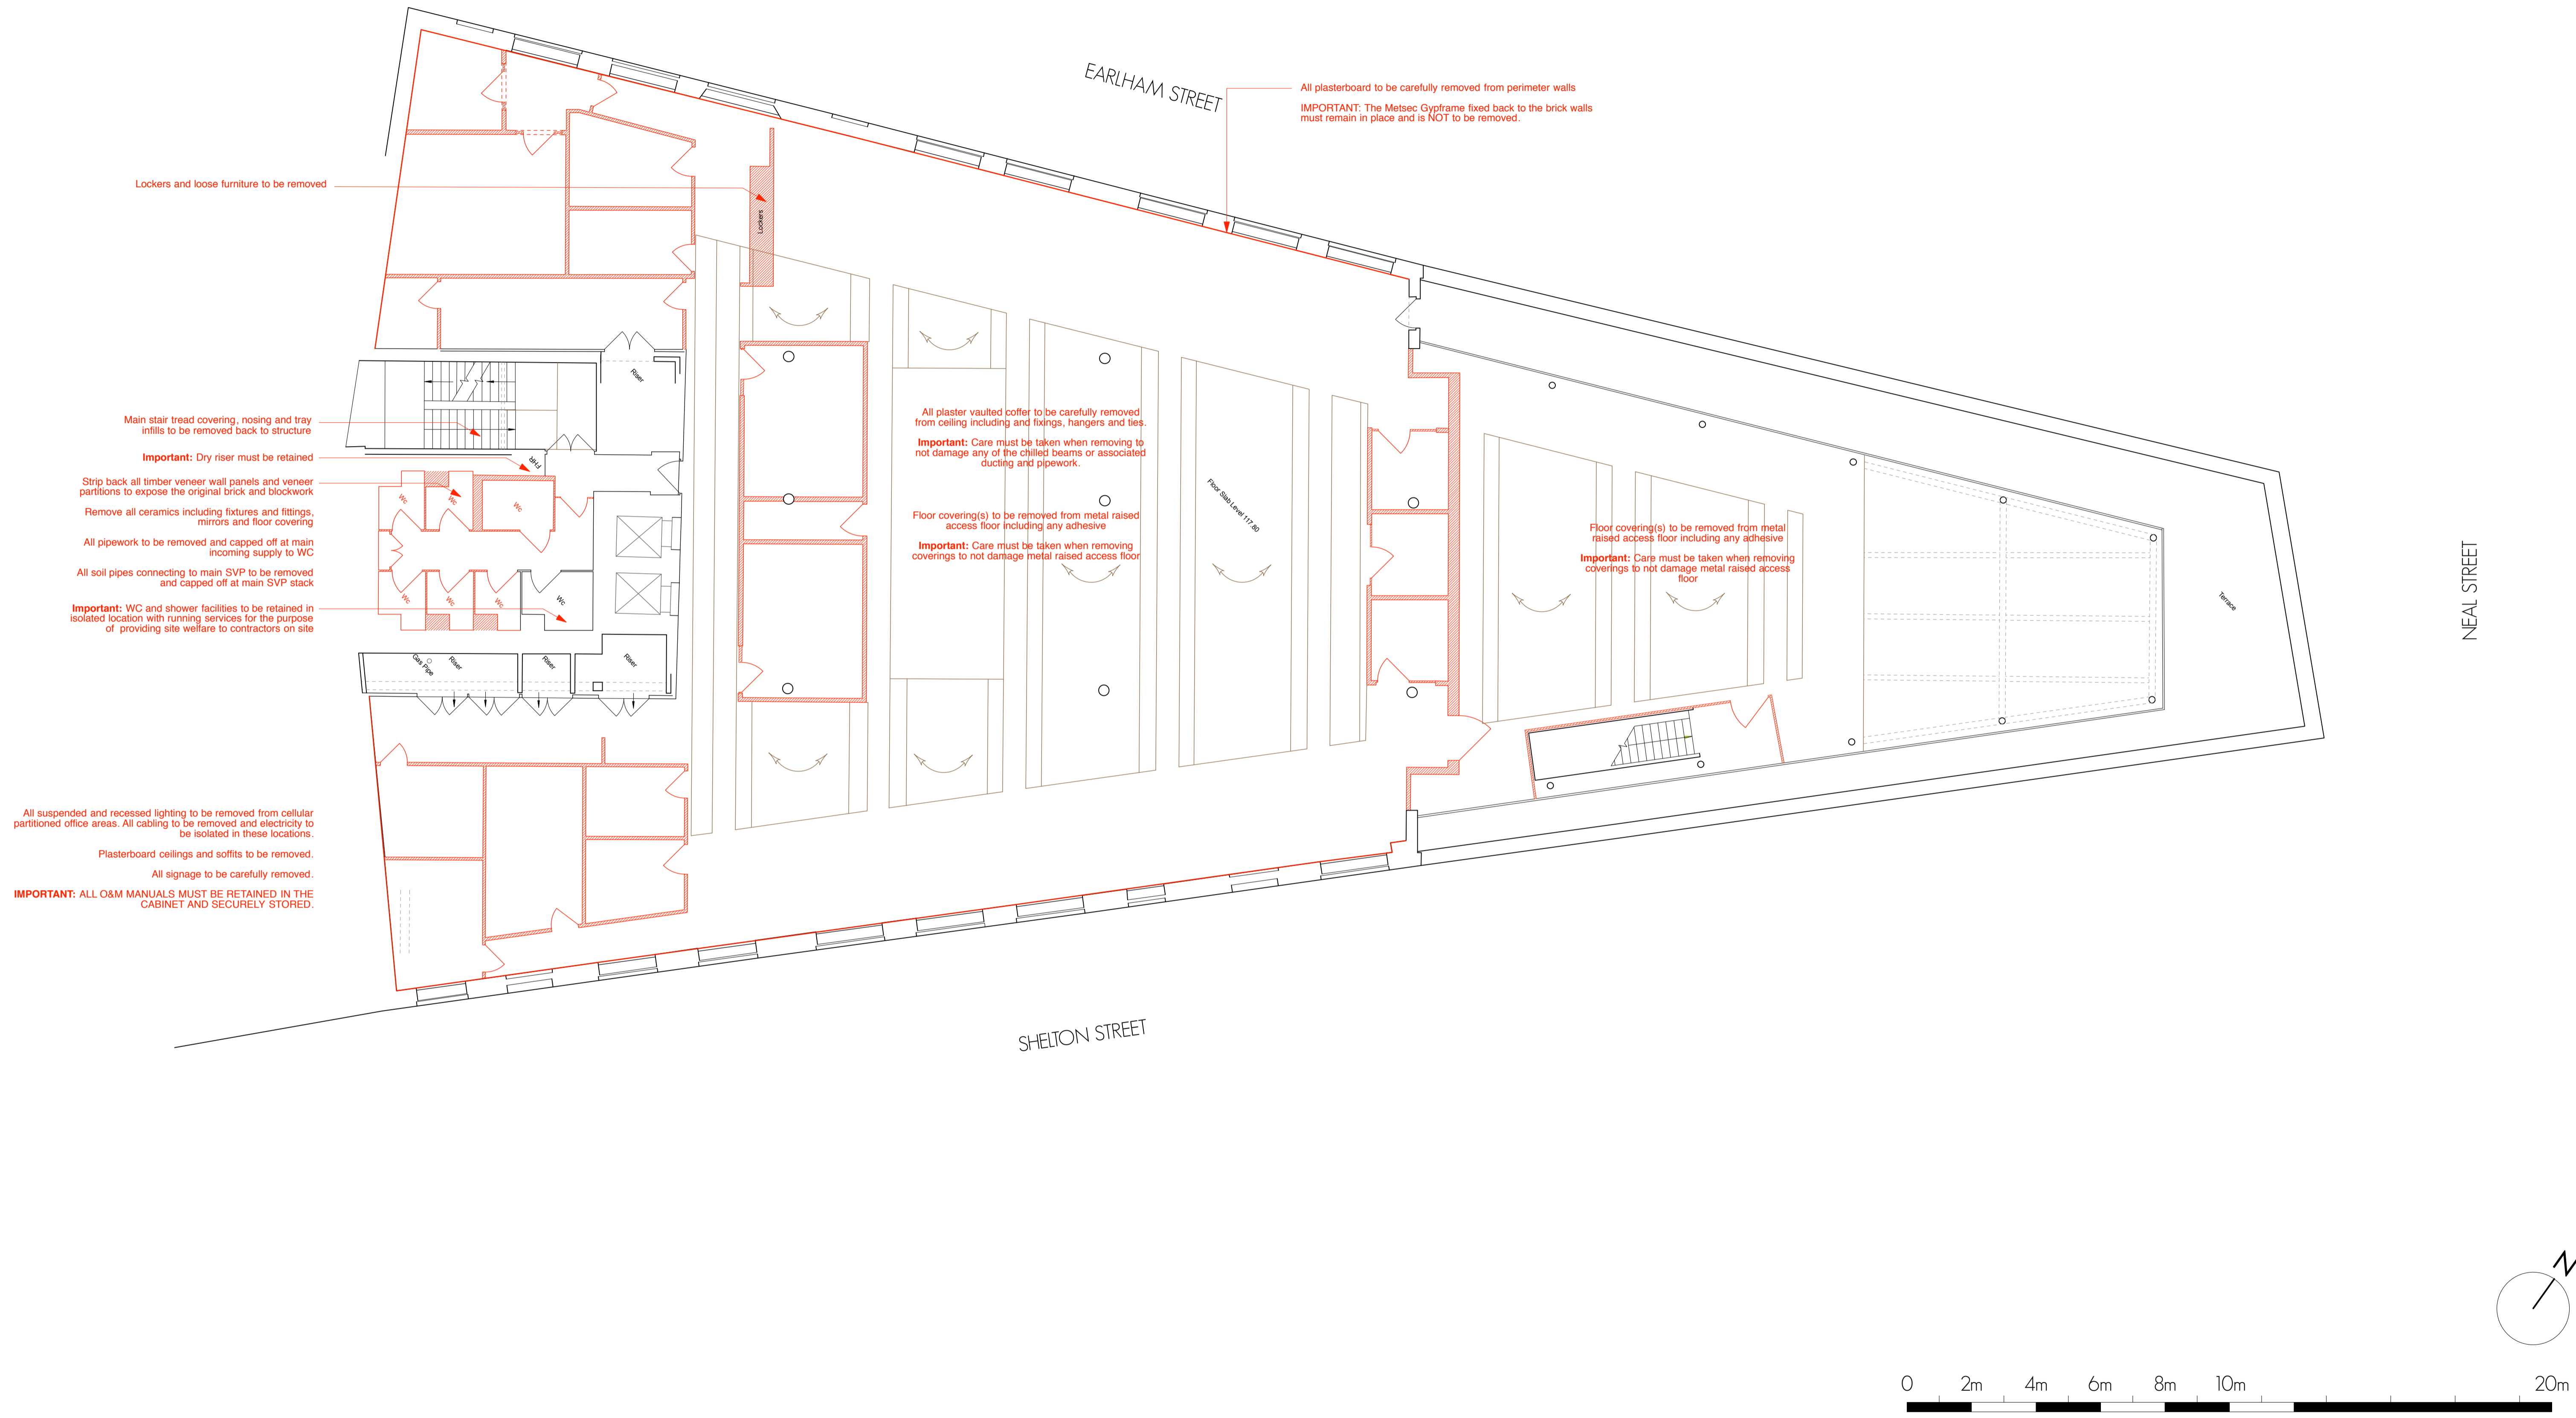 EARLHAM STREET
All plasterboard to be carefully removed from perimeter walls
IMPORTANT: The Metsec Gypframe fixed back to the brick walls
must remain in place and is NOT to be removed.
Lockers and loose furniture to be removed
Lockers
Riser
Main stair tread covering, nosing and tray
infills to be removed back to structure
Important: Dry riser must be retained
FHR
Strip back all timber veneer wall panels and veneer
partitions to expose the original brick and blockwork
Remove all ceramics including fixtures and fittings,
mirrors and floor covering
All pipework to be removed and capped off at main
incoming supply to WC
All soil pipes connecting to main SVP to be removed
and capped off at main SVP stack
Important: WC and shower facilities to be retained in
isolated location with running services for the purpose
of providing site welfare to contractors on site
Wc
Wc
Wc
Wc
Wc
Wc
Wc
Gas Pipe
Riser
Riser
Riser
All plaster vaulted coffer to be carefully removed
from ceiling including and fixings, hangers and ties.
Important: Care must be taken when removing to
not damage any of the chilled beams or associated
ducting and pipework.
Floor covering(s) to be removed from metal raised
access floor including any adhesive
Important: Care must be taken when removing
coverings to not damage metal raised access floor
Floor Slab Level 117.80
Floor covering(s) to be removed from metal
raised access floor including any adhesive
Important: Care must be taken when removing
coverings to not damage metal raised access
floor
Terrace
NEAL STREET
All suspended and recessed lighting to be removed from cellular
partitioned office areas. All cabling to be removed and electricity to
be isolated in these locations.
Plasterboard ceilings and soffits to be removed.
All signage to be carefully removed.
IMPORTANT: ALL O&M MANUALS MUST BE RETAINED IN THE
CABINET AND SECURELY STORED.
SHELTON STREET
N
0 2m 4m 6m 8m 10m 20m